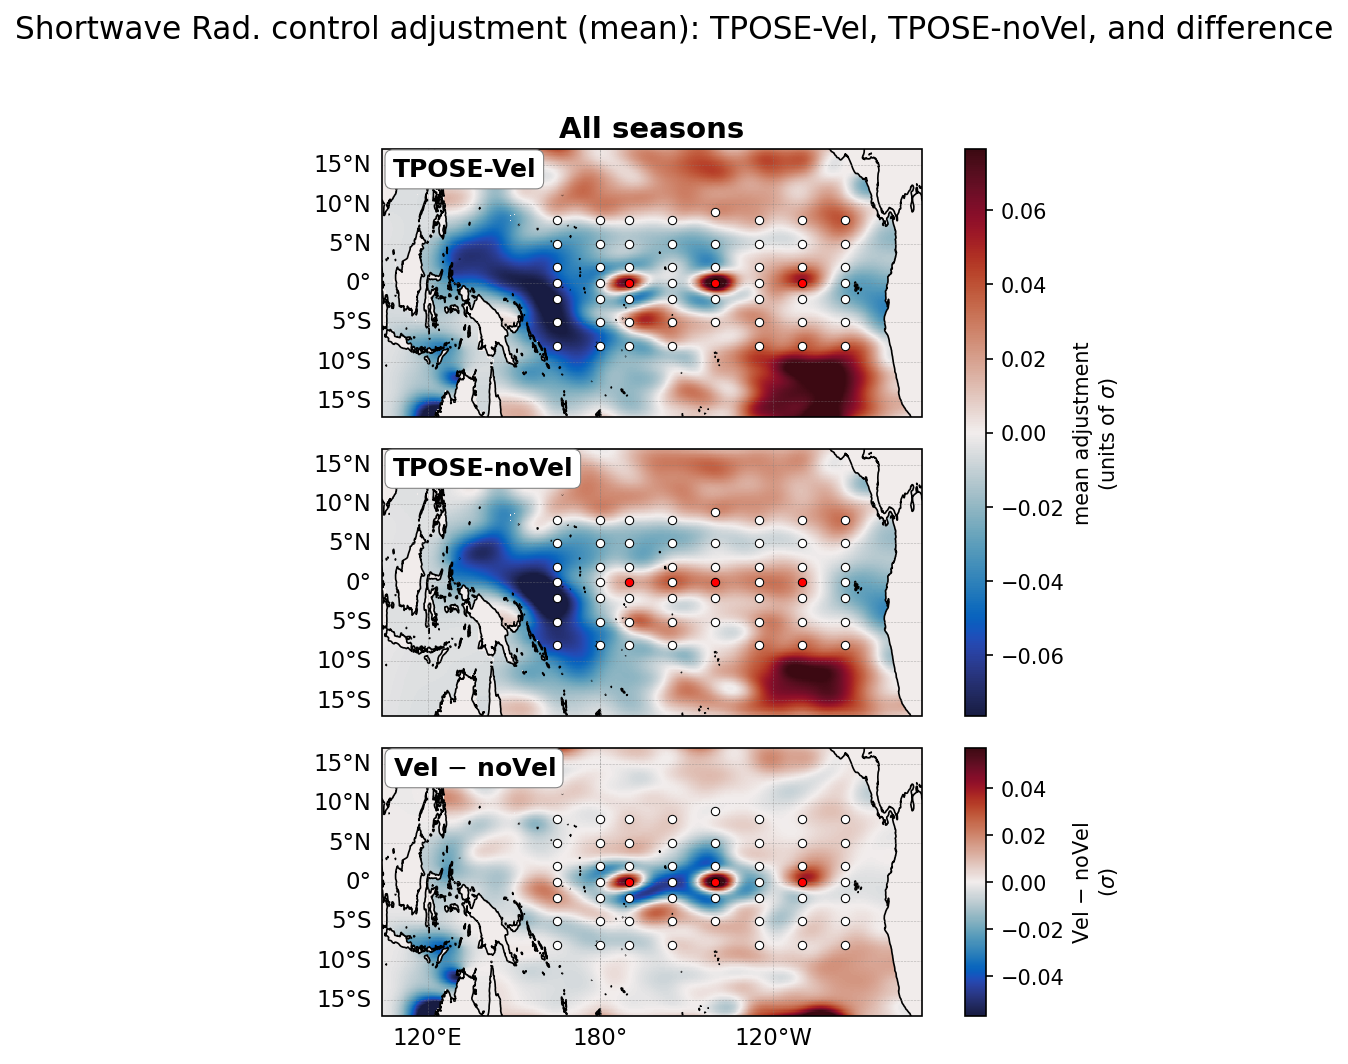 Shortwave Rad. control adjustment (mean): TPOSE-Vel, TPOSE-noVel, and difference
All seasons
TPOSE-Vel
15°N
10°N
5°N
0°
5°S
10°S
15°S
0.06
0.04
0.02
0.00
−0.02
−0.04
−0.06
mean adjustment
(units of σ)
TPOSE-noVel
15°N
10°N
5°N
0°
5°S
10°S
15°S
Vel − noVel
15°N
10°N
5°N
0°
5°S
10°S
15°S
120°E
180°
120°W
0.04
0.02
0.00
−0.02
−0.04
Vel − noVel
(σ)